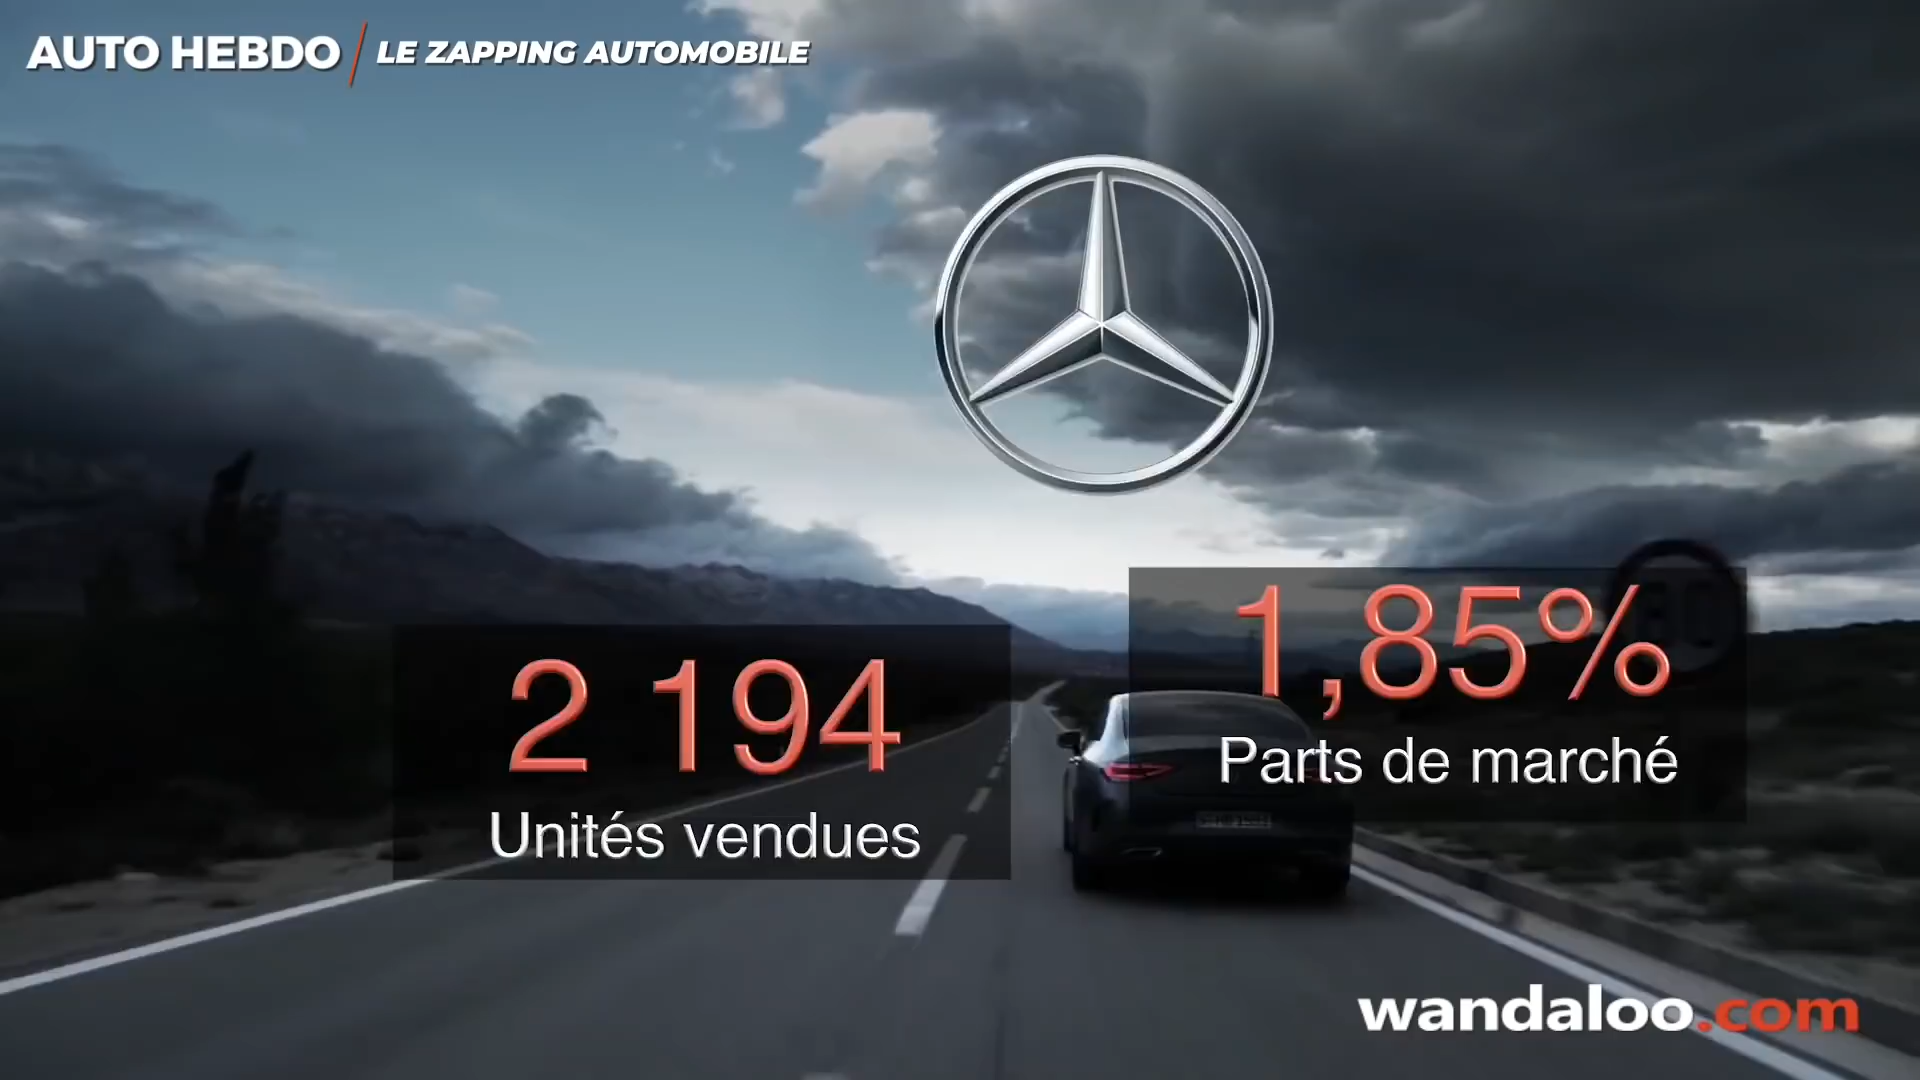 AUTO HEBDO / LE ZAPPING AUTOMOBILE
2 194
Unités vendues
1,85%
Parts de marché
wandaloo.com